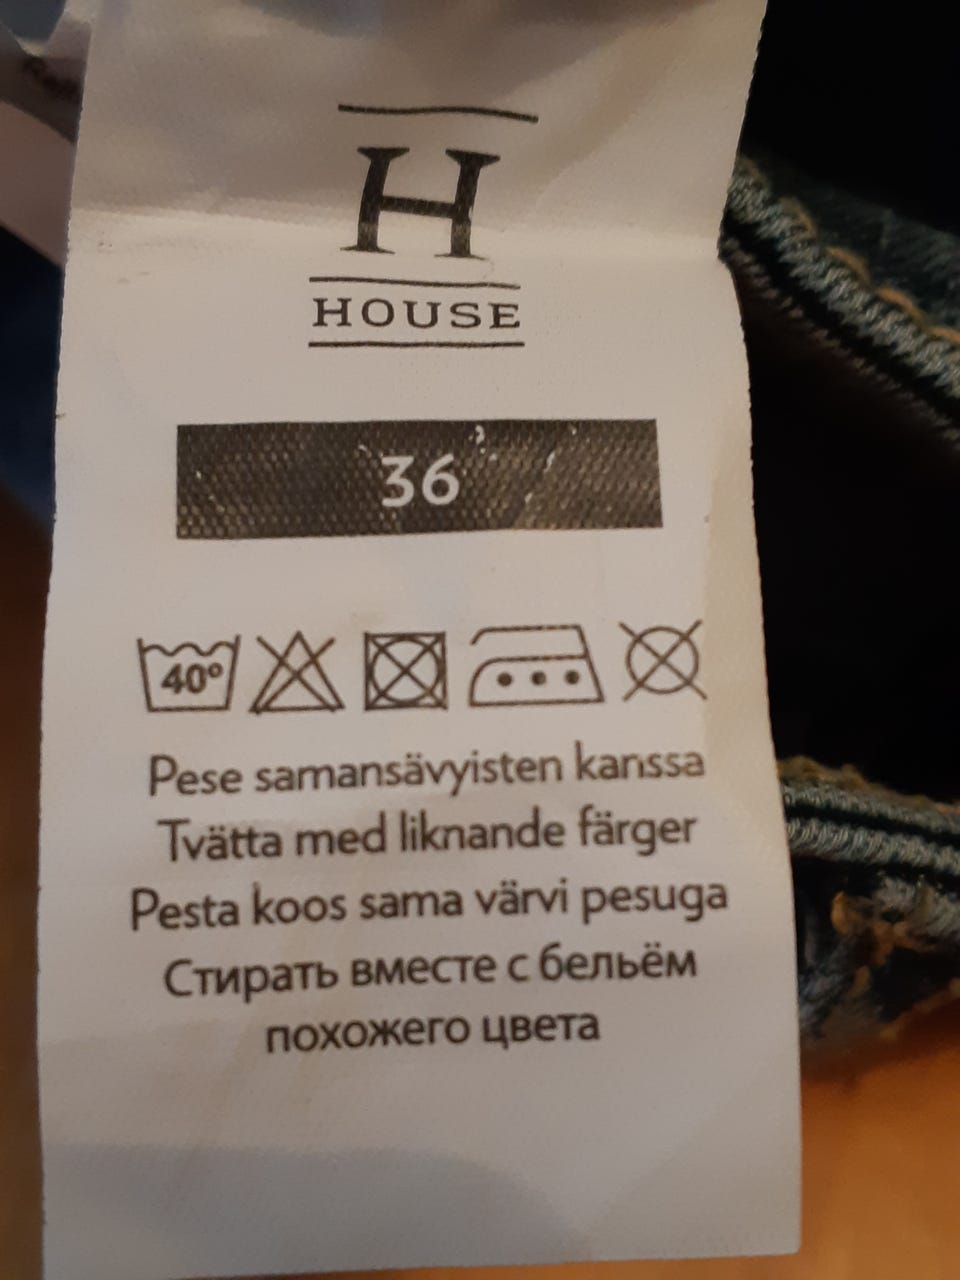 H
HOUSE
36
40°
Pese samansävyisten kanssa
Tvätta med liknande färger
Pesta koos sama värvi pesuga
Стирать вместе с бельём
похожего цвета